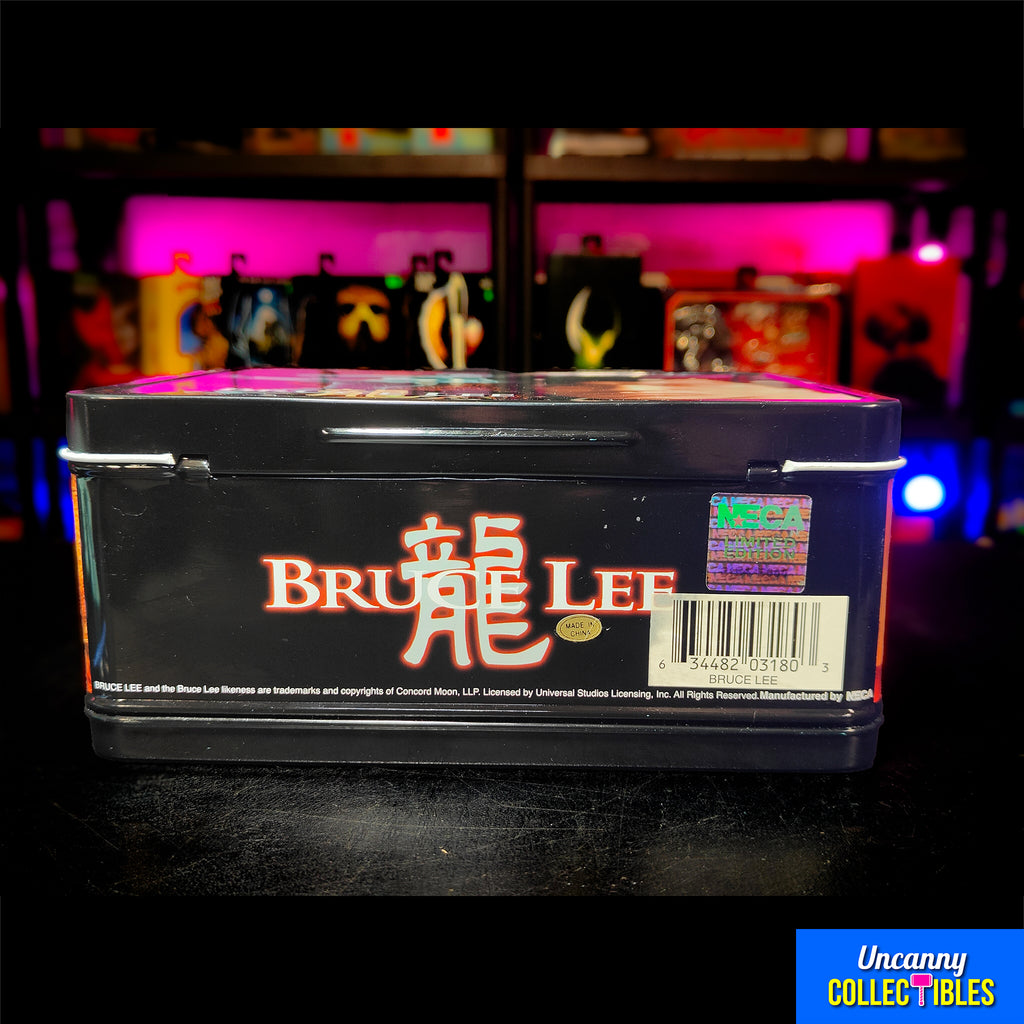 NECA
LIMITED
EDITION
龍
BRUCE LEE
MADE IN
CHINA
6 34482 03180 3
BRUCE LEE
BRUCE LEE and the Bruce Lee likeness are trademarks and copyrights of Concord Moon, LLP. Licensed by Universal Studios Licensing, Inc. All Rights Reserved. Manufactured by NECA
Uncanny
COLLECTIBLES